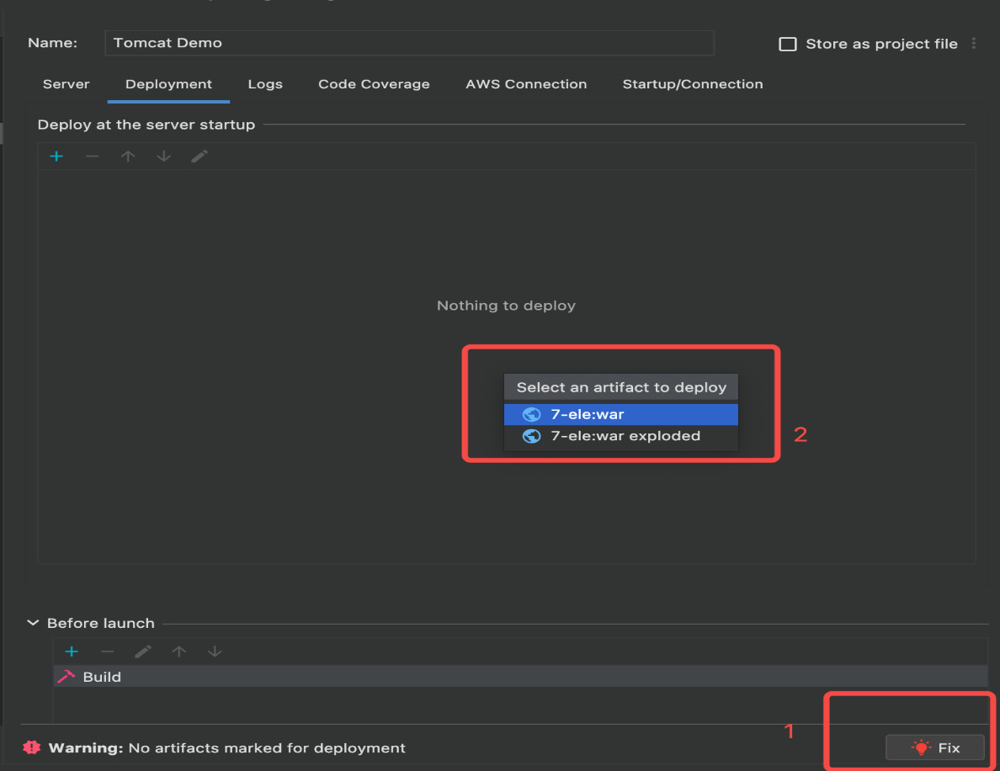 Name: Tomcat Demo Store as project file
Server Deployment Logs Code Coverage AWS Connection Startup/Connection
Deploy at the server startup
Nothing to deploy
Select an artifact to deploy
7-ele:war
7-ele:war exploded
2
Before launch
Build
1
Warning: No artifacts marked for deployment Fix